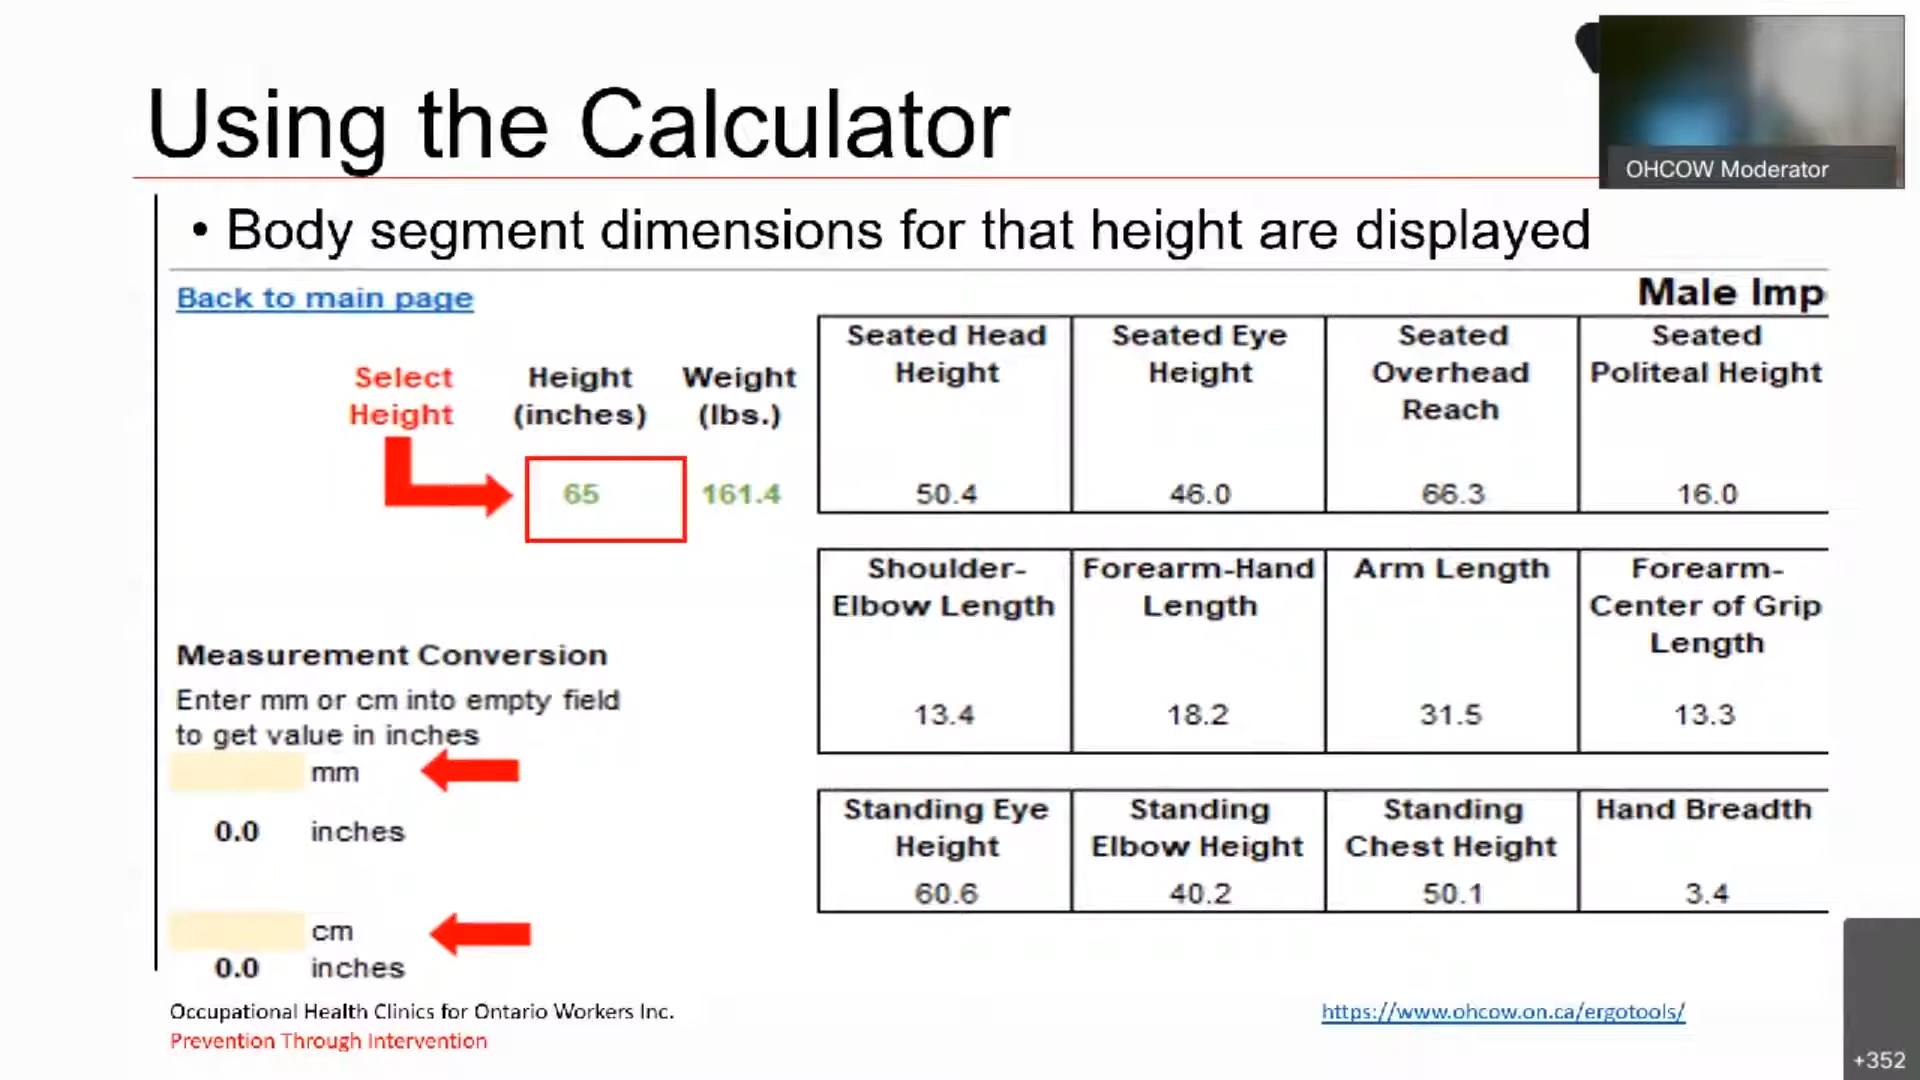 Using the Calculator
OHCOW Moderator
• Body segment dimensions for that height are displayed
Back to main page
Male Imp
Select
Height
Height
(inches)
Weight
(lbs.)
65
161.4
Seated Head
Height
50.4
Seated Eye
Height
46.0
Seated
Overhead
Reach
66.3
Seated
Politeal Height
16.0
Shoulder-
Elbow Length
13.4
Forearm-Hand
Length
18.2
Arm Length
31.5
Forearm-
Center of Grip
Length
13.3
Measurement Conversion
Enter mm or cm into empty field
to get value in inches
mm
0.0 inches
cm
0.0 inches
Standing Eye
Height
60.6
Standing
Elbow Height
40.2
Standing
Chest Height
50.1
Hand Breadth
3.4
Occupational Health Clinics for Ontario Workers Inc.
Prevention Through Intervention
https://www.ohcow.on.ca/ergotools/
+352